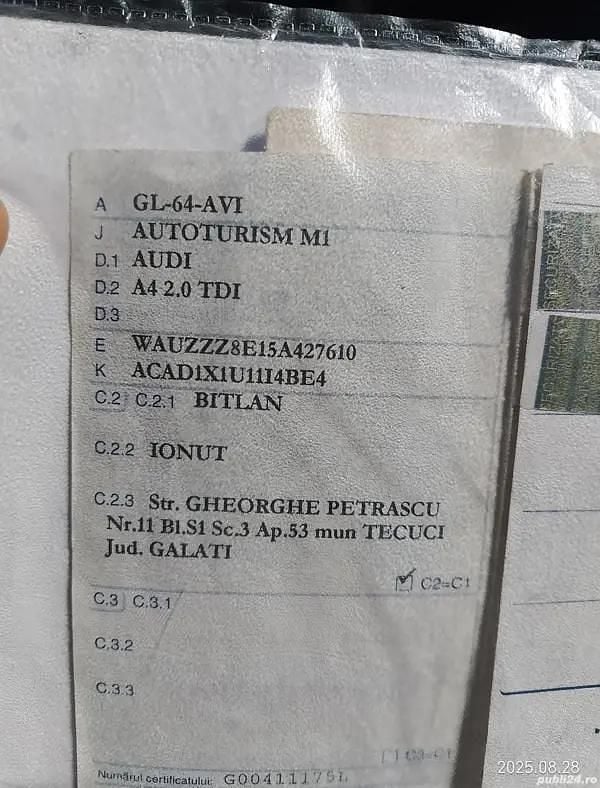 A GL-64-AVI
J AUTOTURISM M1
D.1 AUDI
D.2 A4 2.0 TDI
D.3
E WAUZZZ8E15A427610
K ACAD1X1U1114BE4
C.2 C.2.1 BITLAN
C.2.2 IONUT
C.2.3 Str. GHEORGHE PETRASCU
Nr.11 Bl.S1 Sc.3 Ap.53 mun TECUCI
Jud. GALATI
C2=C1
C.3 C.3.1
C.3.2
C.3.3
Numărul certificatului: G00411175L
2025.08.28
publi24.ro